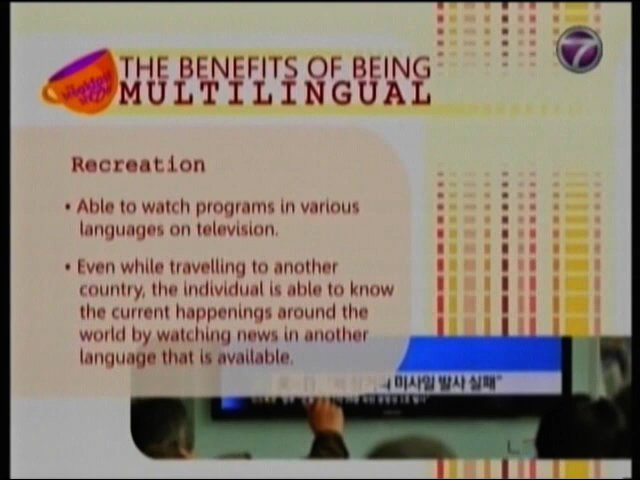 THE BENEFITS OF BEING
MULTILINGUAL
7
Recreation
• Able to watch programs in various
languages on television.
• Even while travelling to another
country, the individual is able to know
the current happenings around the
world by watching news in another
language that is available.
미사일 발사 실패"